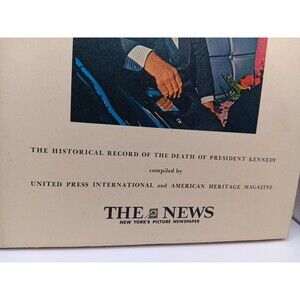 THE HISTORICAL RECORD OF THE DEATH OF PRESIDENT KENNEDY
compiled by
UNITED PRESS INTERNATIONAL and AMERICAN HERITAGE MAGAZINE
THE NEWS
NEW YORK'S PICTURE NEWSPAPER